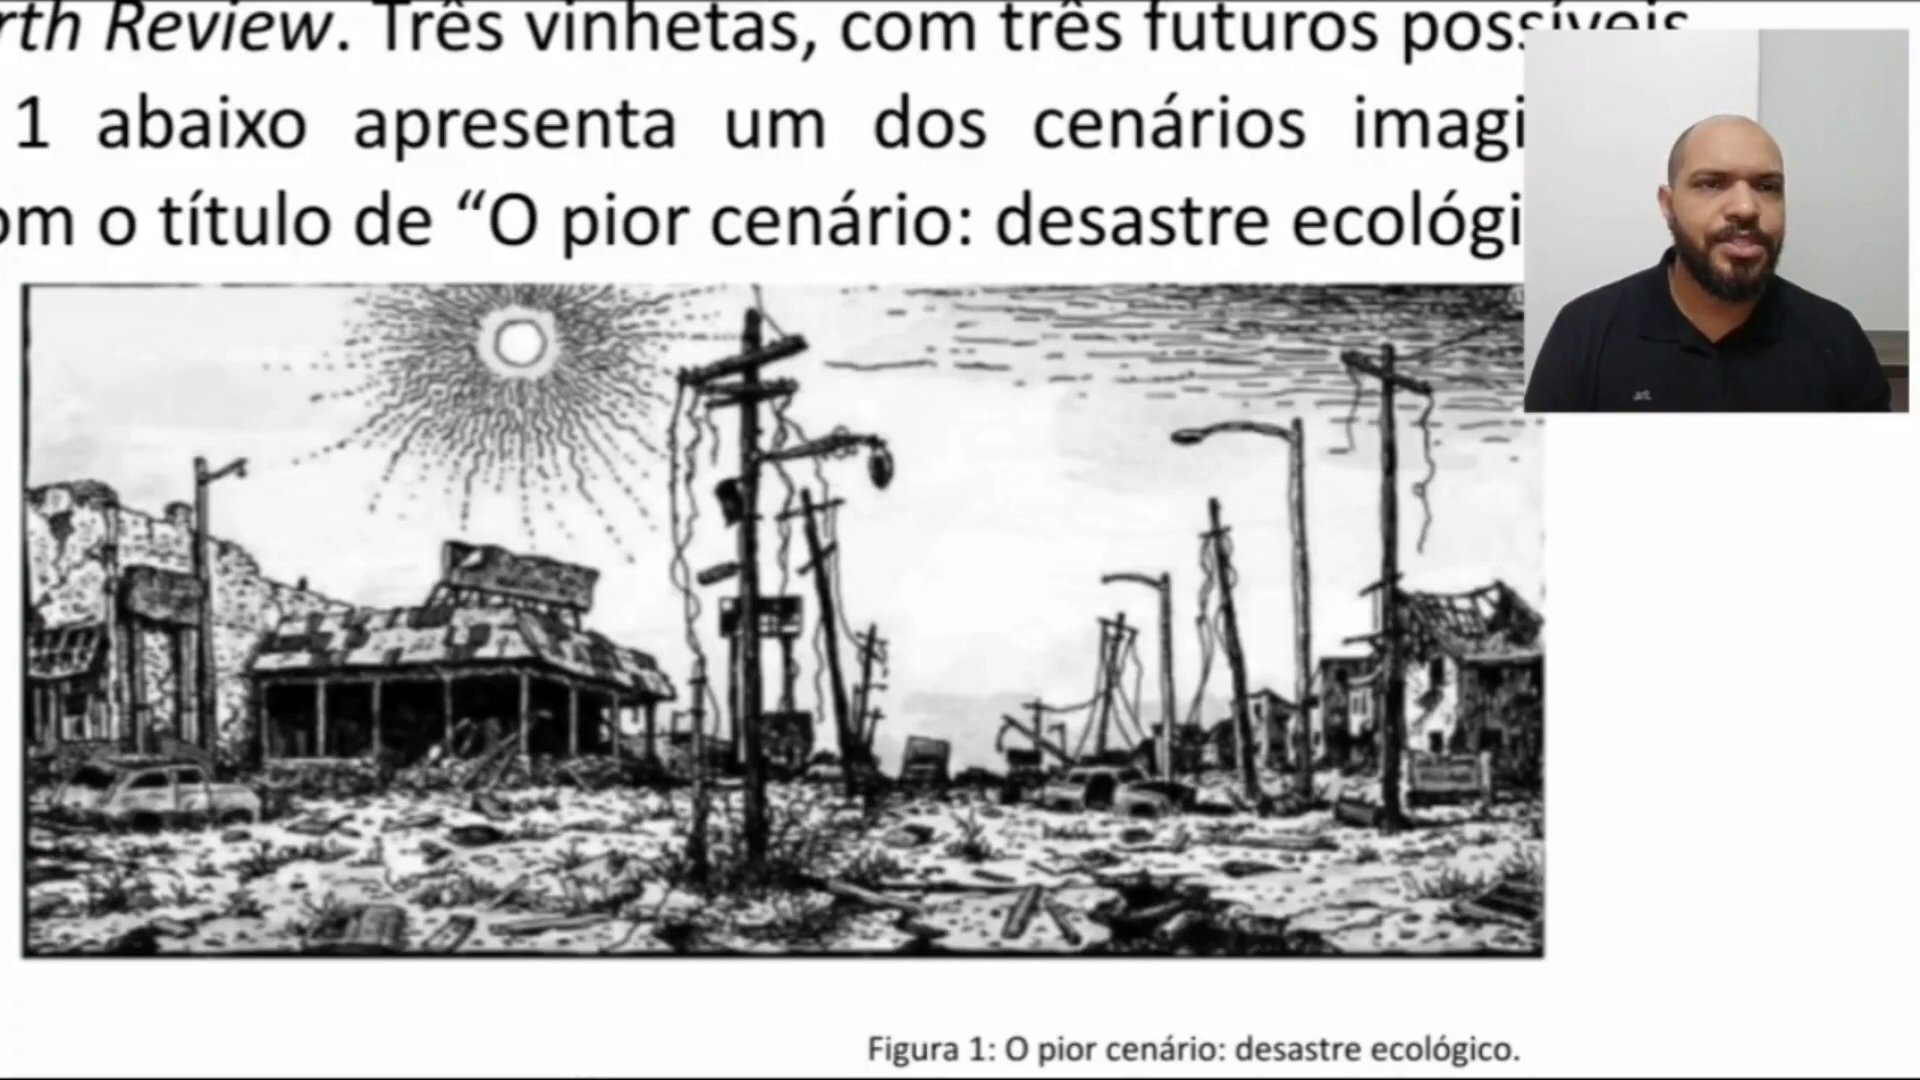 rth Review. Três vinhetas, com três futuros possíveis
1 abaixo apresenta um dos cenários imagi
om o título de “O pior cenário: desastre ecológi
Figura 1: O pior cenário: desastre ecológico.